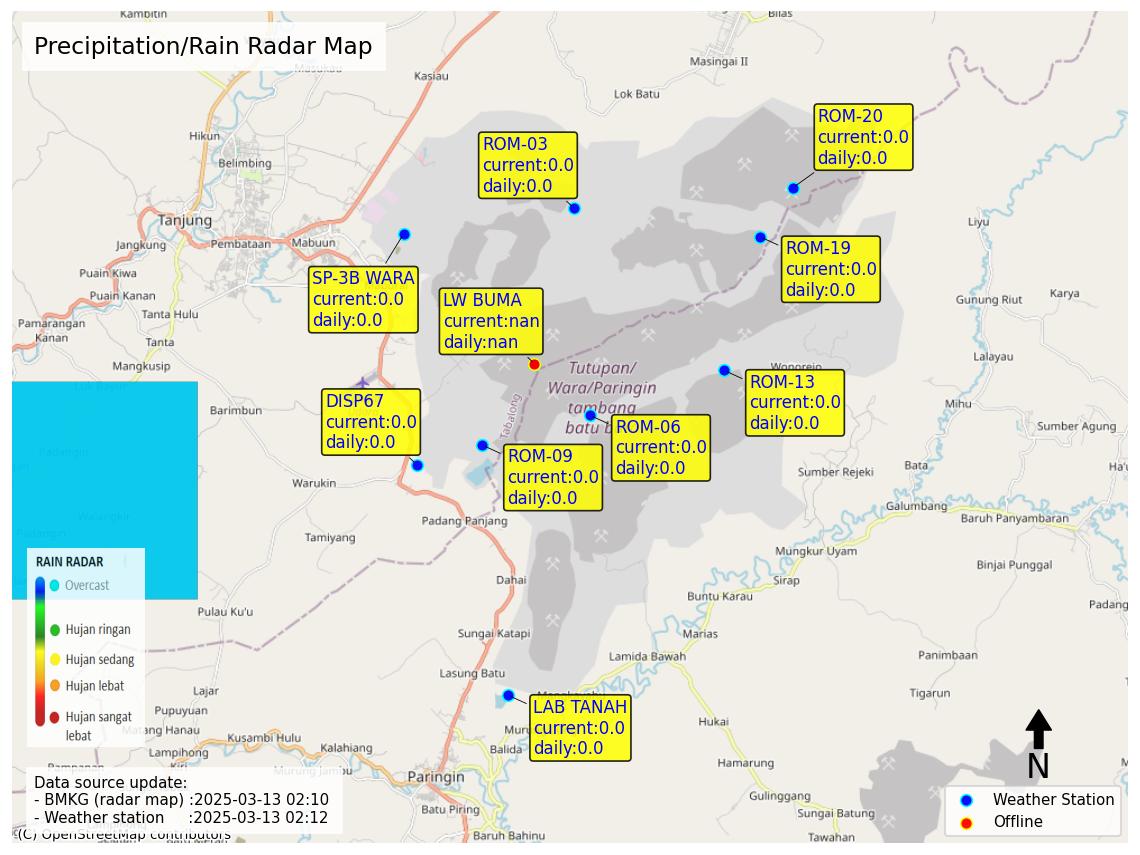 Kambitin
Bilas
Precipitation/Rain Radar Map
Masukau
Kasiau
Masingai II
Lok Batu
ROM-20
current:0.0
daily:0.0
ROM-03
current:0.0
daily:0.0
Hikun
Belimbing
Tanjung
Jangkung
Pembataan
Mabuun
Liyu
ROM-19
current:0.0
daily:0.0
Puain Kiwa
Puain Kanan
SP-3B WARA
current:0.0
daily:0.0
LW BUMA
current:nan
daily:nan
Gunung Riut
Karya
Tanta Hulu
Pamarangan
Kanan
Tanta
Mangkusip
Lalayau
Wonorejo
Tutupan/
Wara/Paringin
tambang
batu b
ROM-13
current:0.0
daily:0.0
Tabalong
DISP67
current:0.0
daily:0.0
Barimbun
Mihu
ROM-06
current:0.0
daily:0.0
Sumber Agung
ROM-09
current:0.0
daily:0.0
Padangin
Warukin
Sumber Rejeki
Bata
Ha'u
Galumbang
Walangkir
Padang Panjang
Baruh Panyambaran
Padangin
Tamiyang
Mungkur Uyam
Binjai Punggal
RAIN RADAR
Overcast
Hujan ringan
Hujan sedang
Hujan lebat
Hujan sangat
lebat
Dahai
Sirap
Buntu Karau
Padang
Pulau Ku'u
Sungai Katapi
Marias
Lamida Bawah
Panimbaan
Lasung Batu
Lajar
Tigarun
Pupuyuan
LAB TANAH
current:0.0
daily:0.0
Matang Hanau
Kusambi Hulu
Kalahiang
Hukai
Lampihong
Balida
Hamarung
Murung Jambu
Paringin
N
Data source update:
- BMKG (radar map) :2025-03-13 02:10
- Weather station :2025-03-13 02:12
Gulinggang
Weather Station
Offline
Batu Piring
Sungai Batung
Baruh Bahinu
Tawahan
(C) OpenStreetMap contributors